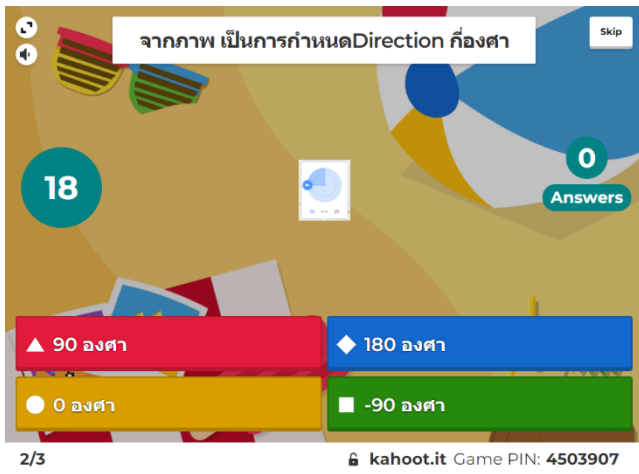 จากภาพ เป็นการกำหนดDirection กี่องศา
Skip
18
0
Answers
90 องศา
180 องศา
0 องศา
-90 องศา
2/3
kahoot.it Game PIN: 4503907